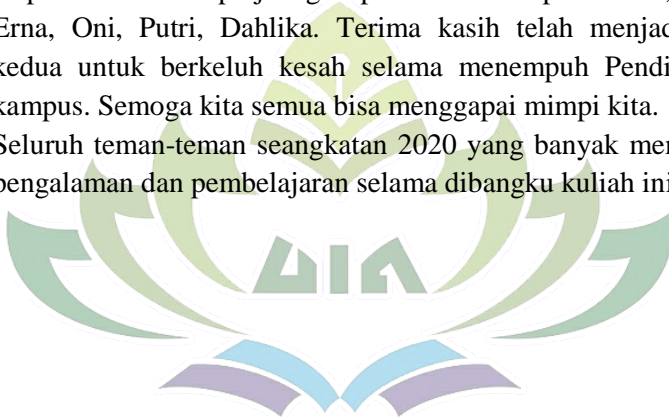 Erna, Oni, Putri, Dahlika. Terima kasih telah menjad
kedua untuk berkeluh kesah selama menempuh Pendi
kampus. Semoga kita semua bisa menggapai mimpi kita.
Seluruh teman-teman seangkatan 2020 yang banyak mer
pengalaman dan pembelajaran selama dibangku kuliah ini
UIN